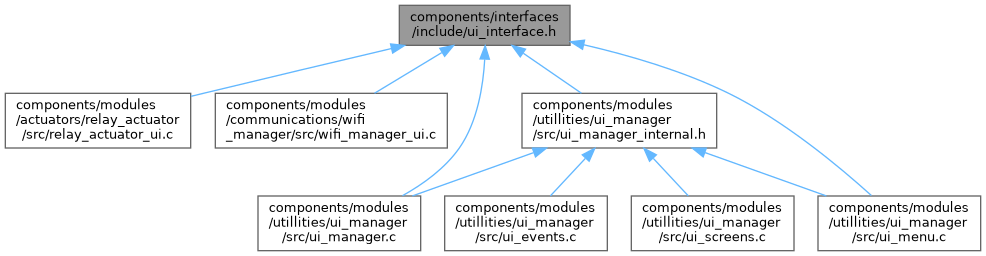 components/interfaces
/include/ui_interface.h
components/modules
/actuators/relay_actuator
/src/relay_actuator_ui.c
components/modules
/communications/wifi
_manager/src/wifi_manager_ui.c
components/modules
/utillities/ui_manager
/src/ui_manager_internal.h
components/modules
/utillities/ui_manager
/src/ui_manager.c
components/modules
/utillities/ui_manager
/src/ui_events.c
components/modules
/utillities/ui_manager
/src/ui_screens.c
components/modules
/utillities/ui_manager
/src/ui_menu.c